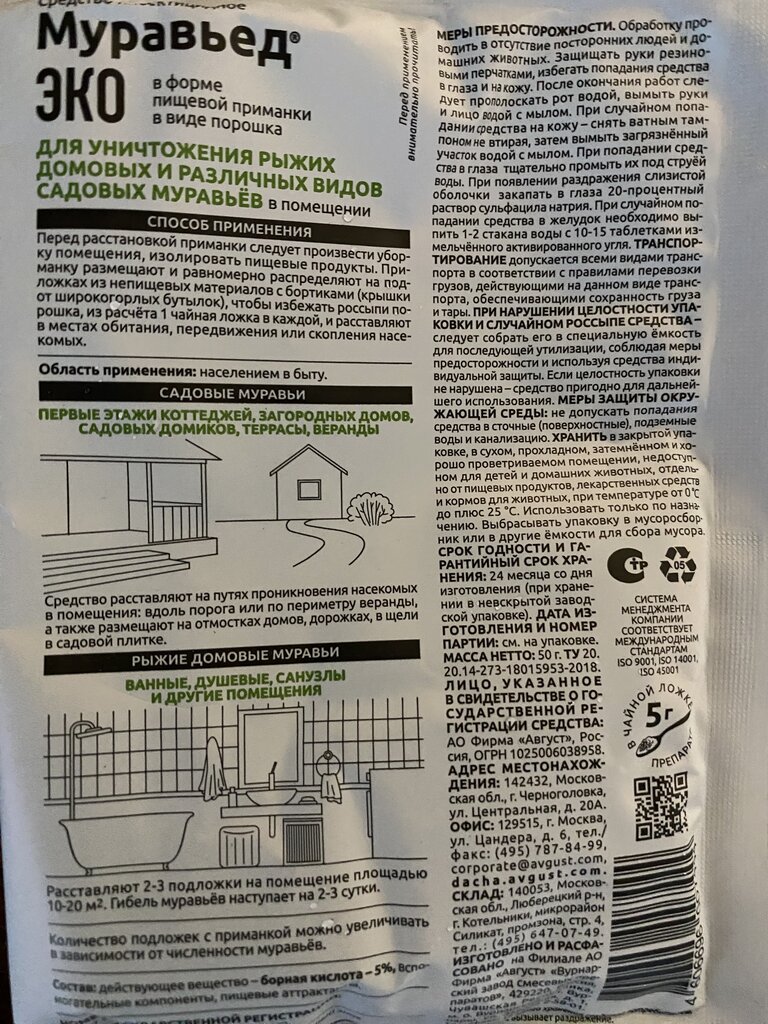 Муравьед®
ЭКО
в форме
пищевой приманки
в виде порошка
Перед применением
внимательно прочитать!
ДЛЯ УНИЧТОЖЕНИЯ РЫЖИХ
ДОМОВЫХ И РАЗЛИЧНЫХ ВИДОВ
САДОВЫХ МУРАВЬЁВ в помещении
СПОСОБ ПРИМЕНЕНИЯ
Перед расстановкой приманки следует произвести убор-
ку помещения, изолировать пищевые продукты. При-
манку размещают и равномерно распределяют на под-
ложках из непищевых материалов с бортиками (крышки
от широкогорлых бутылок), чтобы избежать россыпи по-
рошка, из расчёта 1 чайная ложка в каждой, и расставляют
в местах обитания, передвижения или скопления насе-
комых.
Область применения: населением в быту.
САДОВЫЕ МУРАВЬИ
ПЕРВЫЕ ЭТАЖИ КОТТЕДЖЕЙ, ЗАГОРОДНЫХ ДОМОВ,
САДОВЫХ ДОМИКОВ, ТЕРРАСЫ, ВЕРАНДЫ
Средство расставляют на путях проникновения насекомых
в помещения: вдоль порога или по периметру веранды,
а также размещают на отмостках домов, дорожках, в щели
в садовой плитке.
РЫЖИЕ ДОМОВЫЕ МУРАВЬИ
ВАННЫЕ, ДУШЕВЫЕ, САНУЗЛЫ
И ДРУГИЕ ПОМЕЩЕНИЯ
Расставляют 2-3 подложки на помещение площадью
10-20 м². Гибель муравьёв наступает на 2-3 сутки.
Количество подложек с приманкой можно увеличивать
в зависимости от численности муравьёв.
Состав: действующее вещество – борная кислота – 5%, Вспо-
могательные компоненты, пищевые
МЕРЫ ПРЕДОСТОРОЖНОСТИ. Обработку про-
водить в отсутствие посторонних людей и до-
машних животных. Защищать руки резино-
выми перчатками, избегать попадания средства
в глаза и на кожу. После окончания работ сле-
дует прополоскать рот водой, вымыть руки
и лицо водой с мылом. При случайном попа-
дании средства на кожу – снять ватным там-
поном не втирая, затем вымыть загрязнённый
участок водой с мылом. При попадании сред-
ства в глаза тщательно промыть их под струёй
воды. При появлении раздражения слизистой
оболочки закапать в глаза 20-процентный
раствор сульфацила натрия. При случайном по-
падании средства в желудок необходимо вы-
пить 1-2 стакана воды с 10-15 таблетками из-
мельчённого активированного угля. ТРАНСПОР-
ТИРОВАНИЕ допускается всеми видами транс-
порта в соответствии с правилами перевозки
грузов, действующими на данном виде транс-
порта, обеспечивающими сохранность груза
и тары. ПРИ НАРУШЕНИИ ЦЕЛОСТНОСТИ УПА-
КОВКИ И СЛУЧАЙНОМ РОССЫПЕ СРЕДСТВА –
следует собрать его в специальную ёмкость
для последующей утилизации, соблюдая меры
предосторожности и используя средства инди-
видуальной защиты. Если целостность упаковки
не нарушена – средство пригодно для дальней-
шего использования. МЕРЫ ЗАЩИТЫ ОКРУ-
ЖАЮЩЕЙ СРЕДЫ: не допускать попадания
средства в сточные (поверхностные), подземные
воды и канализацию. ХРАНИТЬ в закрытой упа-
ковке, в сухом, прохладном, затемнённом и хо-
рошо проветриваемом помещении, недоступ-
ном для детей и домашних животных, отдель-
но от пищевых продуктов, лекарственных средств
и кормов для животных, при температуре от 0°С
до плюс 25 °С. Использовать только по назна-
чению. Выбрасывать упаковку в мусоросбор-
ник или в другие ёмкости для сбора мусора.
СРОК ГОДНОСТИ И ГА-
РАНТИЙНЫЙ СРОК ХРА-
НЕНИЯ: 24 месяца со дня
изготовления (при хране-
нии в невскрытой завод-
ской упаковке). ДАТА ИЗ-
ГОТОВЛЕНИЯ И НОМЕР
ПАРТИИ: см. на упаковке.
МАССА НЕТТО: 50 г. ТУ 20.
20.14-273-18015953-2018.
ЛИЦО, УКАЗАННОЕ
В СВИДЕТЕЛЬСТВЕ О ГО-
СУДАРСТВЕННОЙ РЕ-
ГИСТРАЦИИ СРЕДСТВА:
АО Фирма «Август», Рос-
сия, ОГРН 1025006038958.
АДРЕС МЕСТОНАХОЖ-
ДЕНИЯ: 142432, Москов-
ская обл., г. Черноголовка,
ул. Центральная, д. 20А.
ОФИС: 129515, г. Москва,
ул. Цандера, д. 6, тел./
факс: (495) 787-84-99,
corporate@avgust.com,
dacha.avgust.com.
СКЛАД: 140053, Москов-
ская обл., Люберецкий р-н,
г. Котельники, микрорайон
Силикат, промзона, стр. 4,
тел.: (495) 647-07-49.
ИЗГОТОВЛЕНО И РАСФА-
СОВАНО на Филиале АО
Фирма «Август» «Вурнар-
ский завод смесевых
паратов»,
СТР
05
СИСТЕМА
МЕНЕДЖМЕНТА
КОМПАНИИ
СООТВЕТСТВУЕТ
МЕЖДУНАРОДНЫМ
СТАНДАРТАМ
ISO 9001, ISO 14001,
ISO 45001
В ЧАЙНОЙ ЛОЖКЕ
5 г
ПРЕПАРАТА